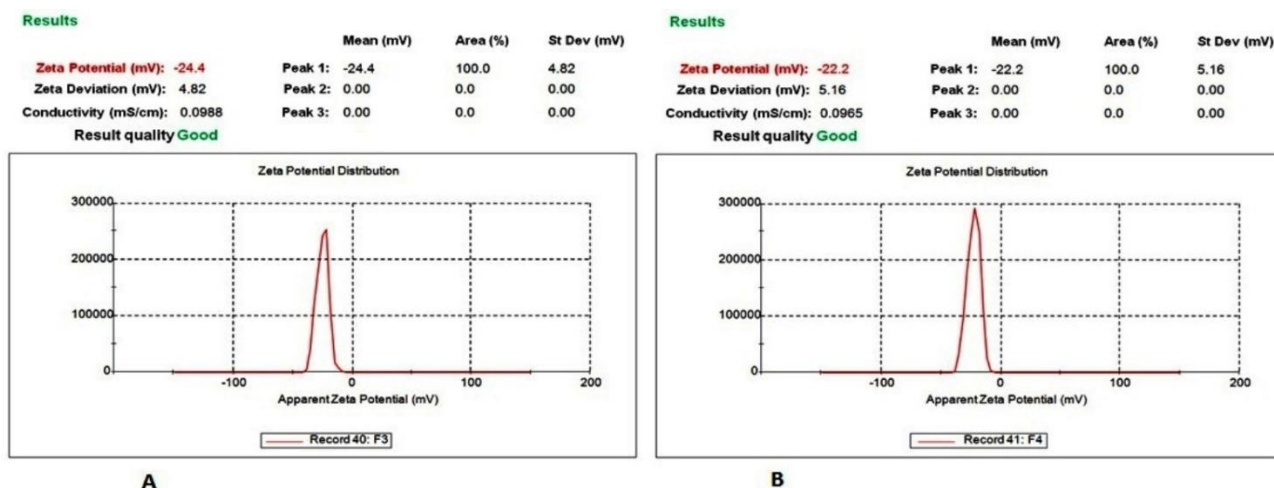 Results
Mean (mV) Area (%) St Dev (mV)
Zeta Potential (mV): -24.4 Peak 1: -24.4 100.0 4.82
Zeta Deviation (mV): 4.82 Peak 2: 0.00 0.0 0.00
Conductivity (mS/cm): 0.0988 Peak 3: 0.00 0.0 0.00
Result quality Good
Zeta Potential Distribution
300000
200000
100000
0
-100 0 100 200
Apparent Zeta Potential (mV)
Record 40: F3
A
Results
Mean (mV) Area (%) St Dev (mV)
Zeta Potential (mV): -22.2 Peak 1: -22.2 100.0 5.16
Zeta Deviation (mV): 5.16 Peak 2: 0.00 0.0 0.00
Conductivity (mS/cm): 0.0965 Peak 3: 0.00 0.0 0.00
Result quality Good
Zeta Potential Distribution
300000
200000
100000
0
-100 0 100 200
Apparent Zeta Potential (mV)
Record 41: F4
B